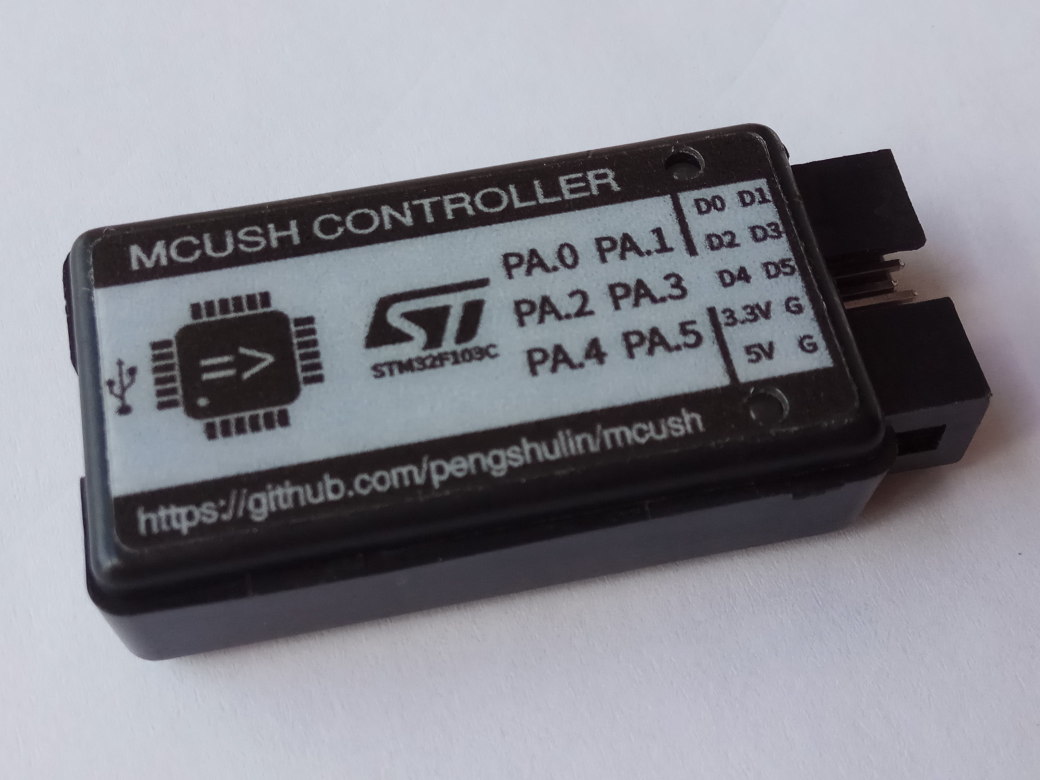 MCUSH CONTROLLER
=>
ST
STM32F103C
PA.0 PA.1
PA.2 PA.3
PA.4 PA.5
D0 D1
D2 D3
D4 D5
3.3V G
5V G
https://github.com/pengshulin/mcush